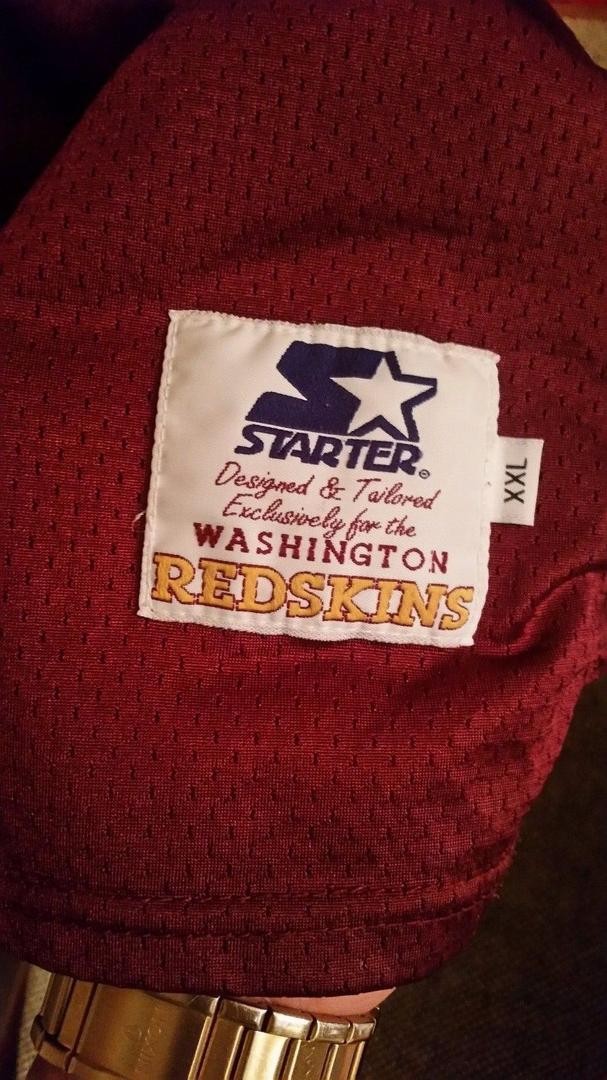 STARTER®
Designed & Tailored
Exclusively for the
WASHINGTON
REDSKINS
XXL